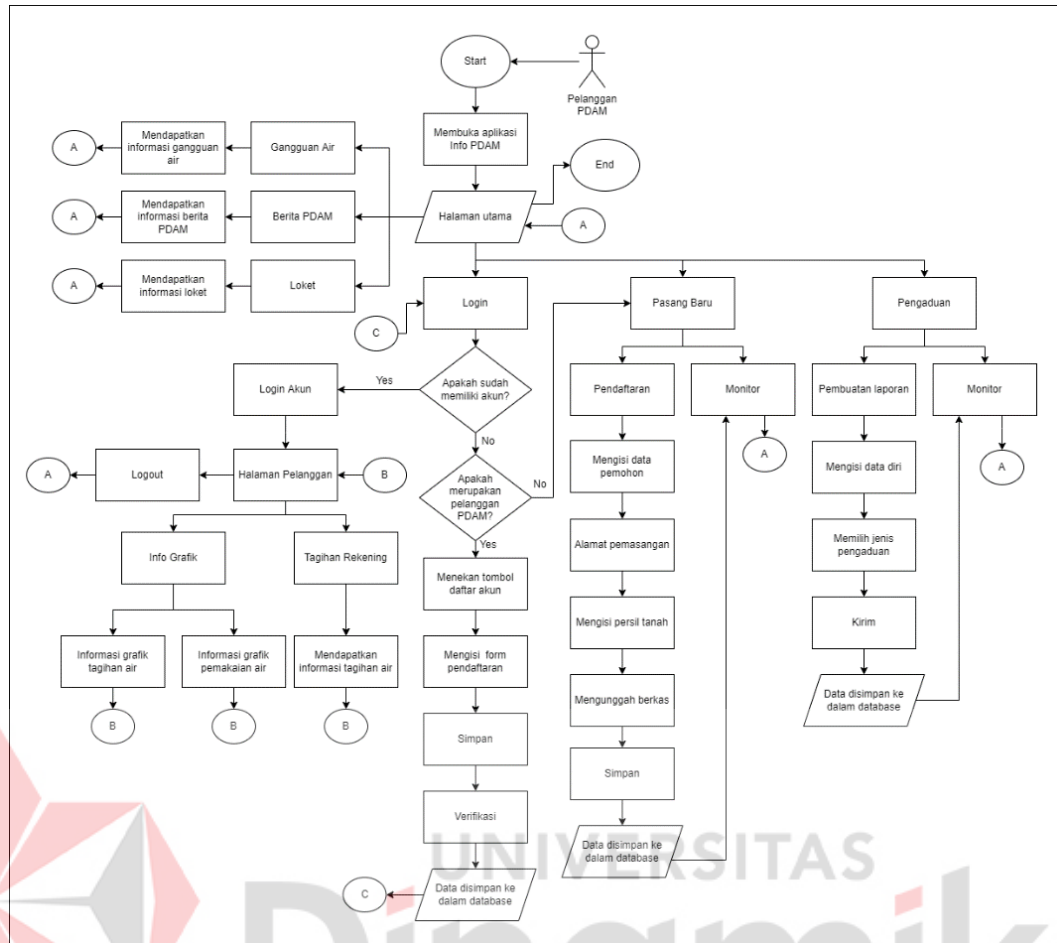 Start
Pelanggan
PDAM
Membuka aplikasi
Info PDAM
End
A
Mendapatkan
informasi gangguan
air
Gangguan Air
A
Mendapatkan
informasi berita
PDAM
Berita PDAM
Halaman utama
A
A
Mendapatkan
informasi loket
Loket
Login
Pasang Baru
Pengaduan
C
Apakah sudah
memiliki akun?
Yes
No
Login Akun
A
Logout
Halaman Pelanggan
B
Apakah
merupakan
pelanggan
PDAM?
No
Yes
Info Grafik
Tagihan Rekening
Informasi grafik
tagihan air
Informasi grafik
pemakaian air
Mendapatkan
informasi tagihan air
B
B
B
Menekan tombol
daftar akun
Mengisi form
pendaftaran
Simpan
Verifikasi
Data disimpan ke
dalam database
C
Pendaftaran
Monitor
A
Mengisi data
pemohon
Alamat pemasangan
Mengisi persil tanah
Mengunggah berkas
Simpan
Data disimpan ke
dalam database
Pembuatan laporan
Monitor
A
Mengisi data diri
Memilih jenis
pengaduan
Kirim
Data disimpan ke
dalam database
UNIVERSITAS
Dinamik